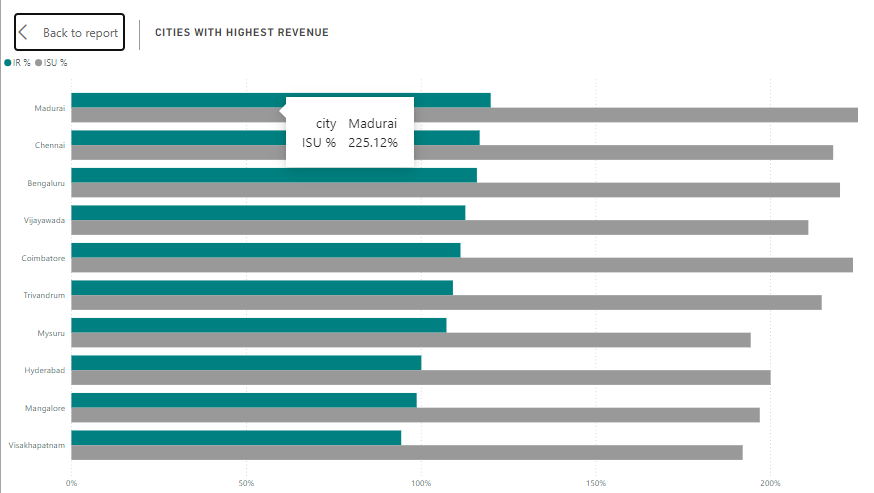 Back to report
CITIES WITH HIGHEST REVENUE
IR % ISU %
Madurai
city Madurai
ISU % 225.12%
Chennai
Bengaluru
Vijayawada
Coimbatore
Trivandrum
Mysuru
Hyderabad
Mangalore
Visakhapatnam
0% 50% 100% 150% 200%